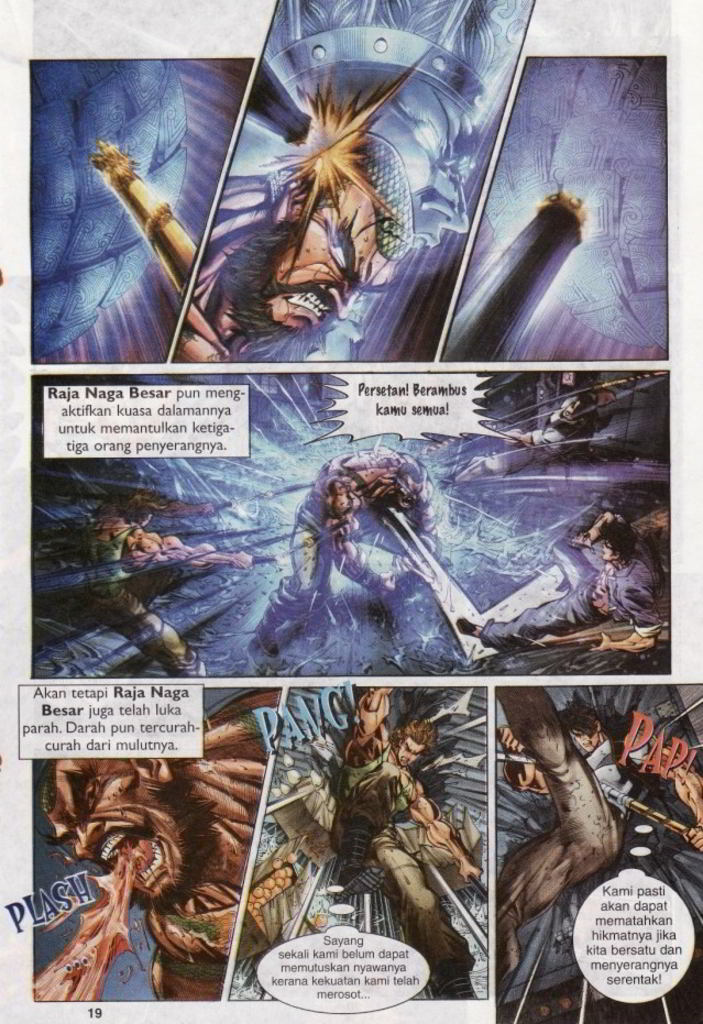 Raja Naga Besar pun meng-
aktifkan kuasa dalamannya
untuk memantulkan ketiga-
tiga orang penyerangnya.
Persetan! Berambus
kamu semua!
Akan tetapi Raja Naga
Besar juga telah luka
parah. Darah pun tercurah-
curah dari mulutnya.
PLASH
PANG!
Sayang
sekali kami belum dapat
memutuskan nyawanya
kerana kekuatan kami telah
merosot...
PAP!
Kami pasti
akan dapat
mematahkan
hikmatnya jika
kita bersatu dan
menyerangnya
serentak!
19